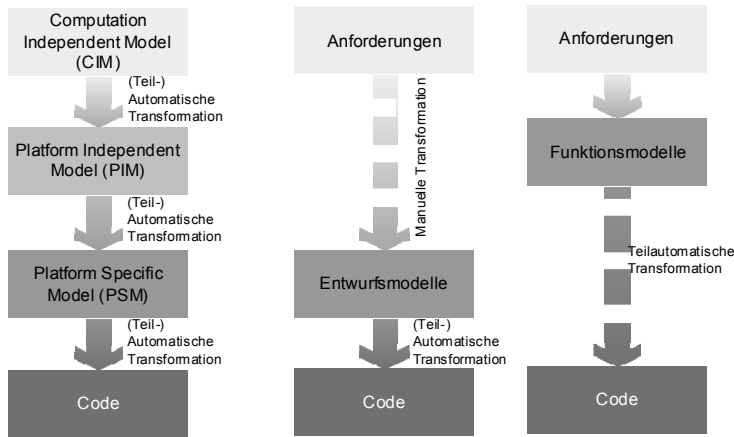 Computation
Independent Model
(CIM)
(Teil-)
Automatische
Transformation
Platform Independent
Model (PIM)
(Teil-)
Automatische
Transformation
Platform Specific
Model (PSM)
(Teil-)
Automatische
Transformation
Code
Anforderungen
Manuelle Transformation
Entwurfsmodelle
(Teil-)
Automatische
Transformation
Code
Anforderungen
Funktionsmodelle
Teilautomatische
Transformation
Code